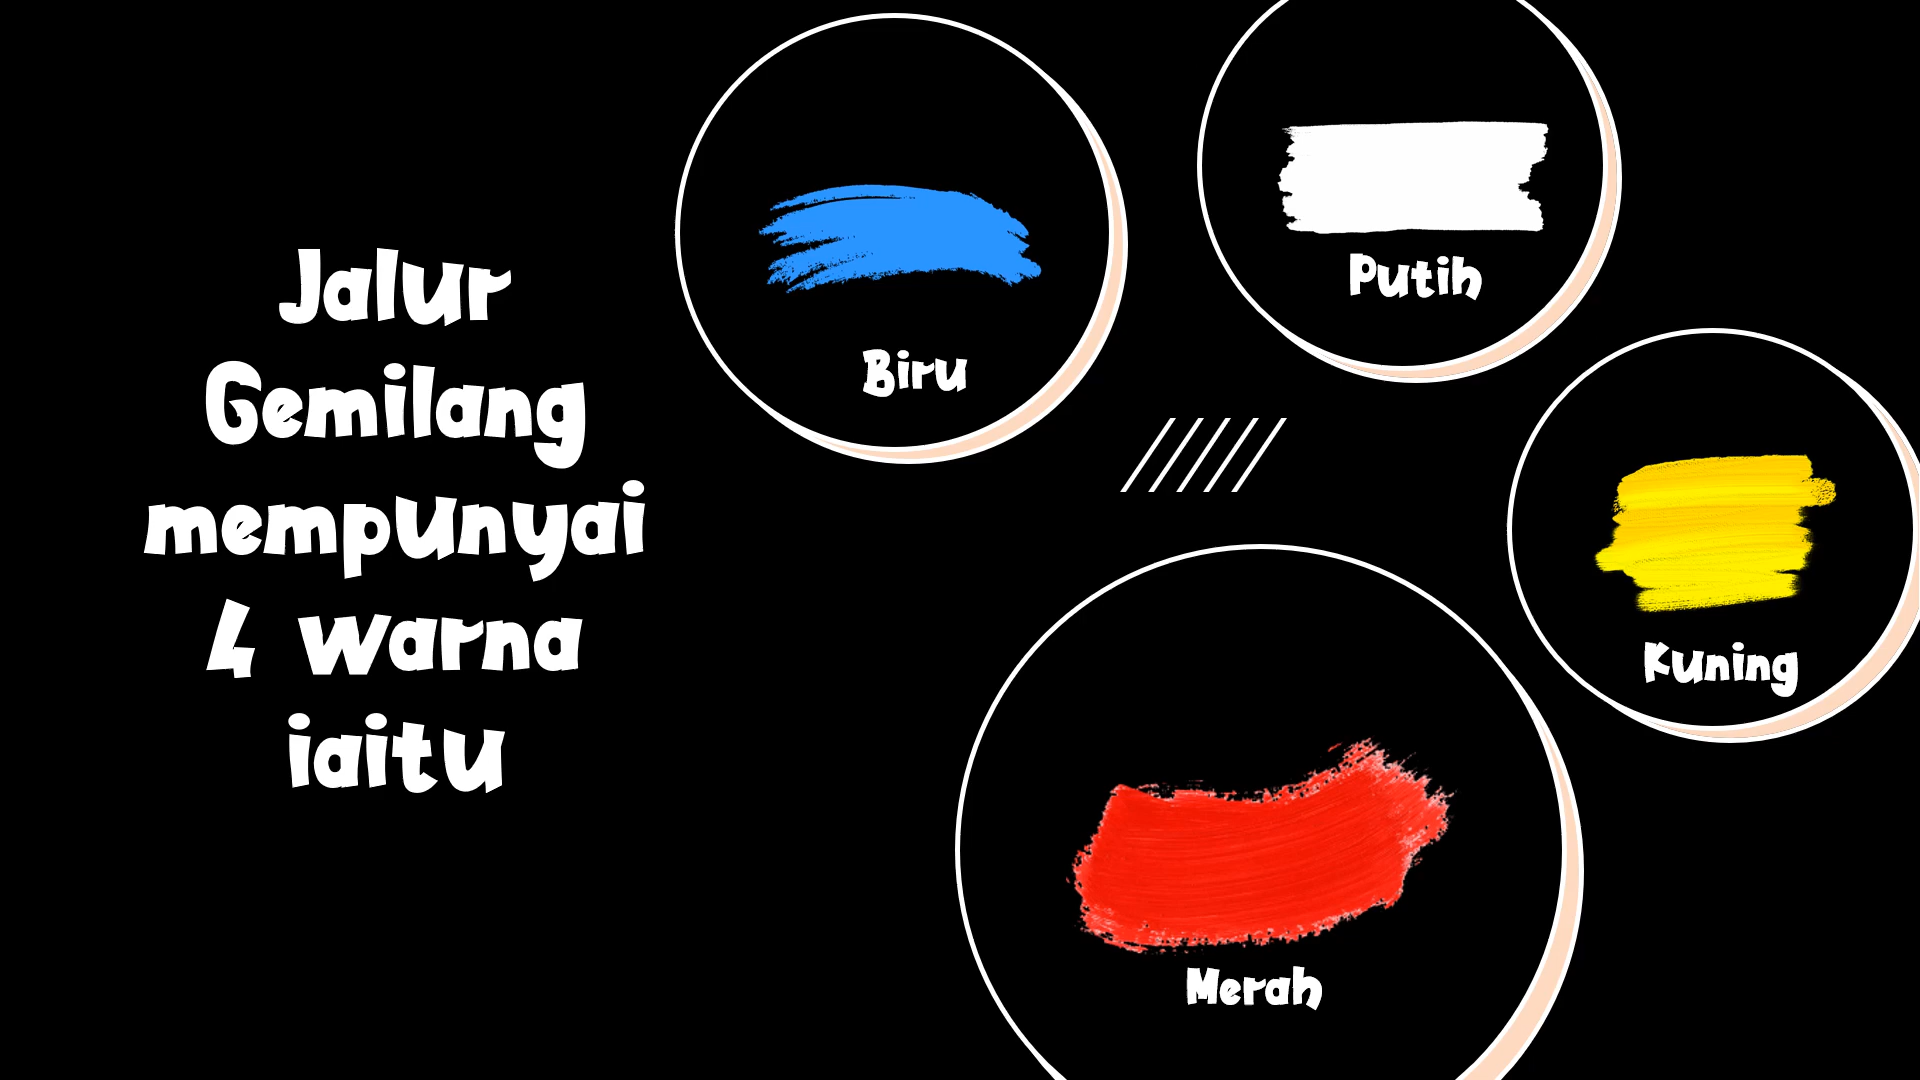 Jalur
Gemilang
mempunyai
4 warna
iaitu
Biru
Putih
Kuning
Merah